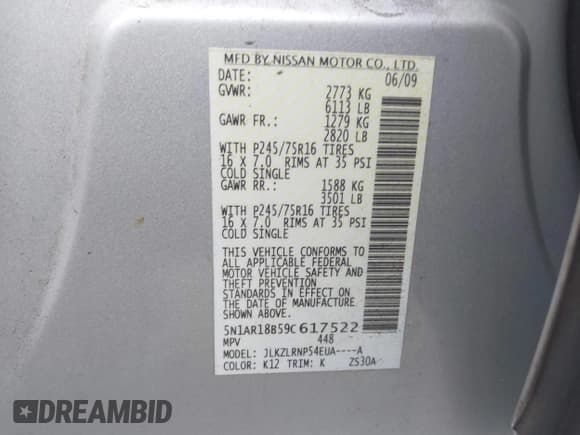 MFD BY NISSAN MOTOR CO., LTD.
DATE: 06/09
GVWR: 2773 KG
6113 LB
GAWR FR.: 1279 KG
2820 LB
WITH P245/75R16 TIRES
16 X 7.0 RIMS AT 35 PSI
COLD SINGLE
GAWR RR.: 1588 KG
3501 LB
WITH P245/75R16 TIRES
16 X 7.0 RIMS AT 35 PSI
COLD SINGLE
THIS VEHICLE CONFORMS TO
ALL APPLICABLE FEDERAL
MOTOR VEHICLE SAFETY AND
THEFT PREVENTION
STANDARDS IN EFFECT ON
THE DATE OF MANUFACTURE
5N1AR18B59C617522
MPV 448
MODEL: JLKZLRNP54EUA----A
COLOR: K12 TRIM: K ZS30A
DREAMBID